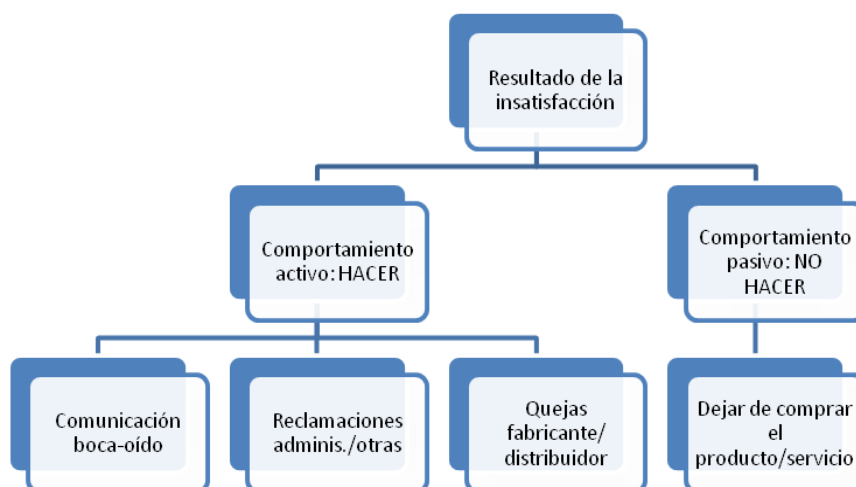 Resultado de la
insatisfacción
Comportamiento
activo: HACER
Comportamiento
pasivo: NO
HACER
Comunicación
boca-oído
Reclamaciones
adminis./otras
Quejas
fabricante/
distribuidor
Dejar de comprar
el
producto/servicio